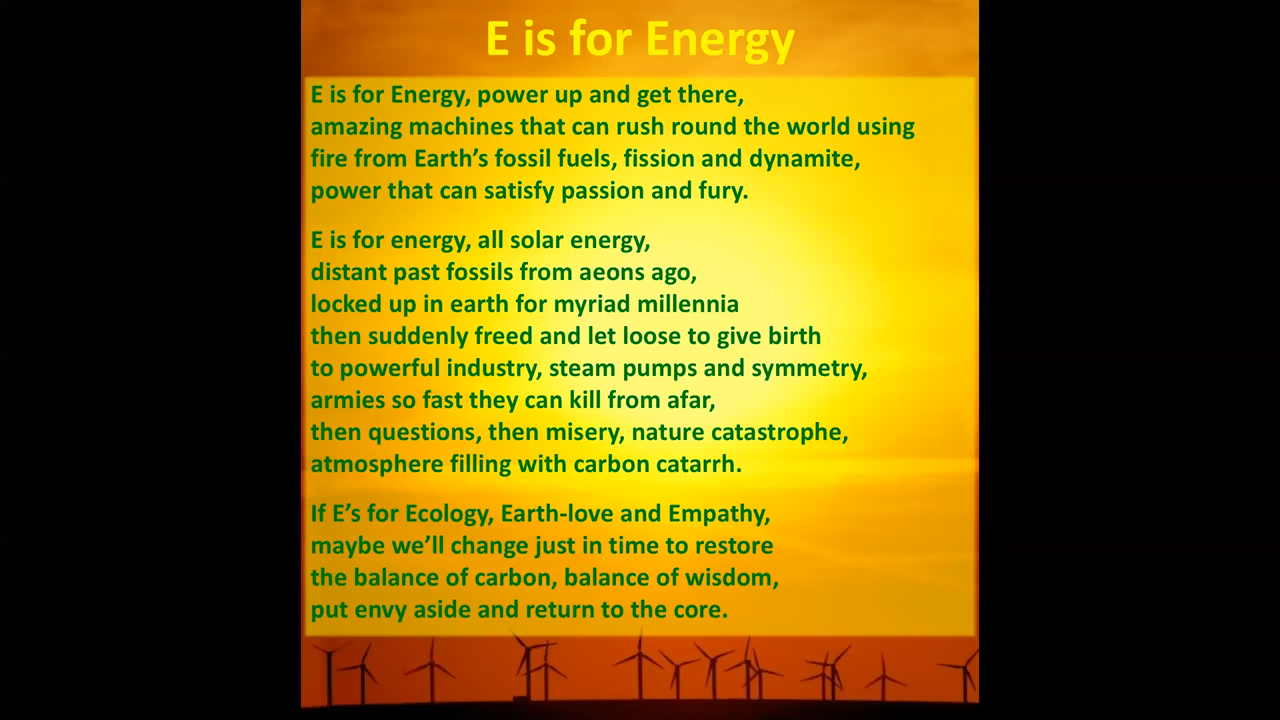 E is for Energy
E is for Energy, power up and get there,
amazing machines that can rush round the world using
fire from Earth’s fossil fuels, fission and dynamite,
power that can satisfy passion and fury.
E is for energy, all solar energy,
distant past fossils from aeons ago,
locked up in earth for myriad millennia
then suddenly freed and let loose to give birth
to powerful industry, steam pumps and symmetry,
armies so fast they can kill from afar,
then questions, then misery, nature catastrophe,
atmosphere filling with carbon catarrh.
If E’s for Ecology, Earth-love and Empathy,
maybe we’ll change just in time to restore
the balance of carbon, balance of wisdom,
put envy aside and return to the core.